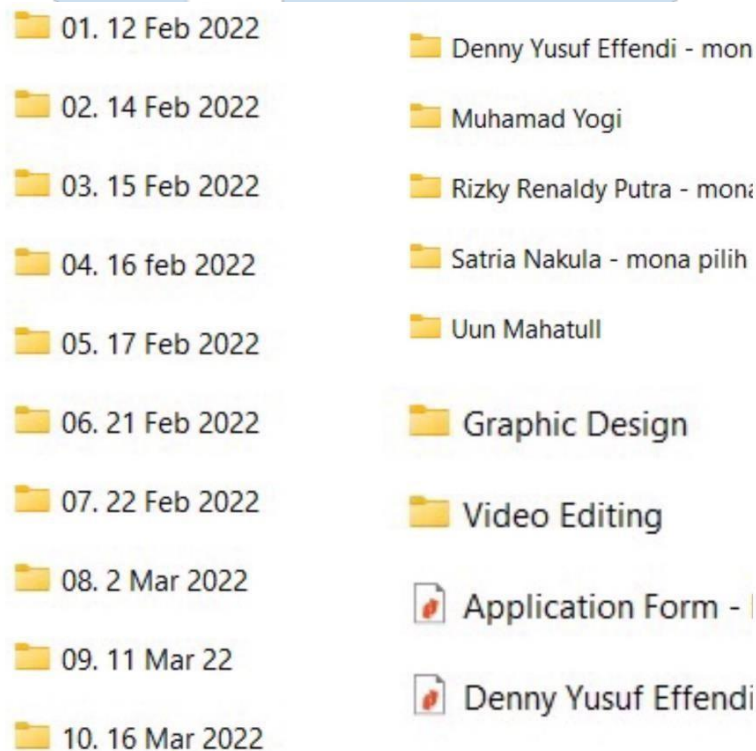 01. 12 Feb 2022
02. 14 Feb 2022
03. 15 Feb 2022
04. 16 feb 2022
05. 17 Feb 2022
06. 21 Feb 2022
07. 22 Feb 2022
08. 2 Mar 2022
09. 11 Mar 22
10. 16 Mar 2022
Denny Yusuf Effendi - mon
Muhamad Yogi
Rizky Renaldy Putra - mona
Satria Nakula - mona pilih
Uun Mahatull
Graphic Design
Video Editing
Application Form -
Denny Yusuf Effendi